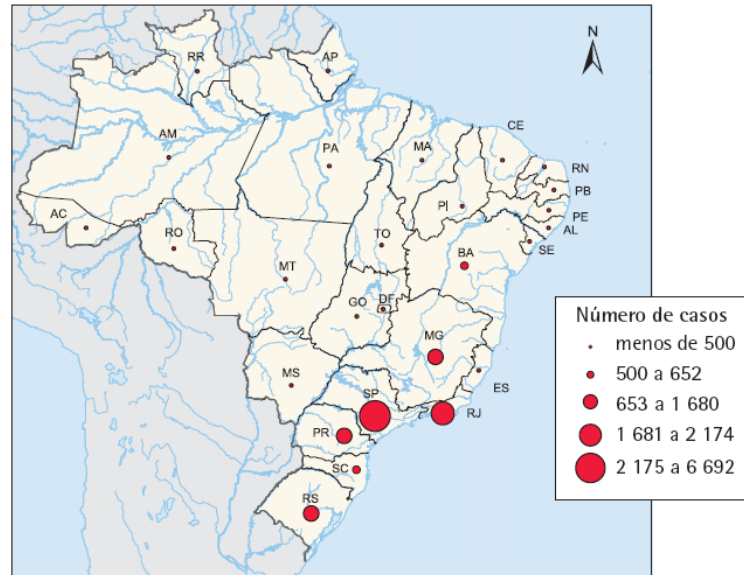 N
RR
AP
AM
PA
MA
CE
RN
PB
PE
AL
SE
PI
AC
RO
TO
BA
MT
GO
DF
MG
ES
MS
SP
RJ
PR
SC
RS
Número de casos
menos de 500
500 a 652
653 a 1 680
1 681 a 2 174
2 175 a 6 692